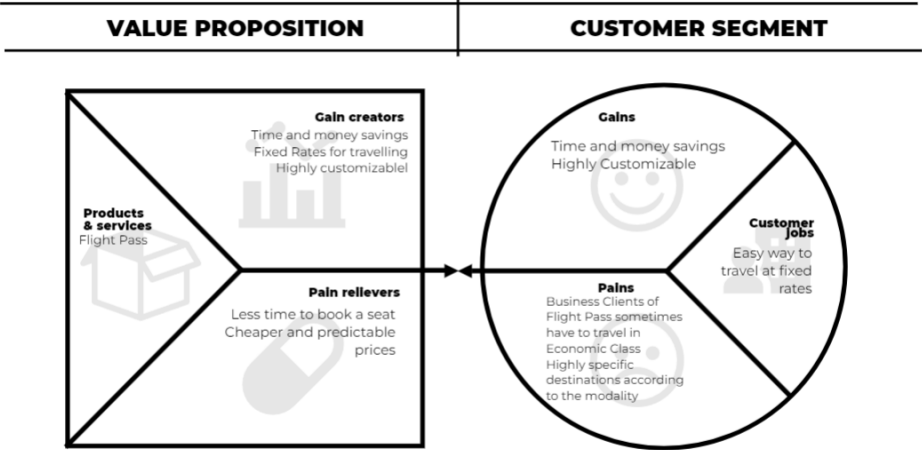 VALUE PROPOSITION
CUSTOMER SEGMENT
Gain creators
Time and money savings
Fixed Rates for travelling
Highly customizablel
Products
& services
Flight Pass
Pain relievers
Less time to book a seat
Cheaper and predictable
prices
Gains
Time and money savings
Highly Customizable
Customer
jobs
Easy way to
travel at fixed
rates
Pains
Business Clients of
Flight Pass sometimes
have to travel in
Economic Class
Highly specific
destinations according
to the modality